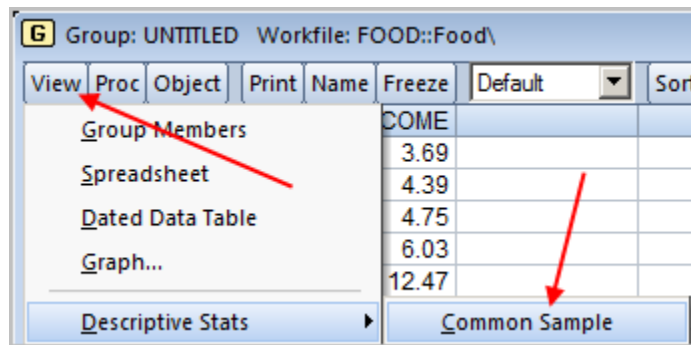 G Group: UNTITLED Workfile: FOOD::Food\
View Proc Object Print Name Freeze Default Sor
Group Members COME
3.69
Spreadsheet 4.39
Dated Data Table 4.75
Graph... 6.03
12.47
Descriptive Stats Common Sample